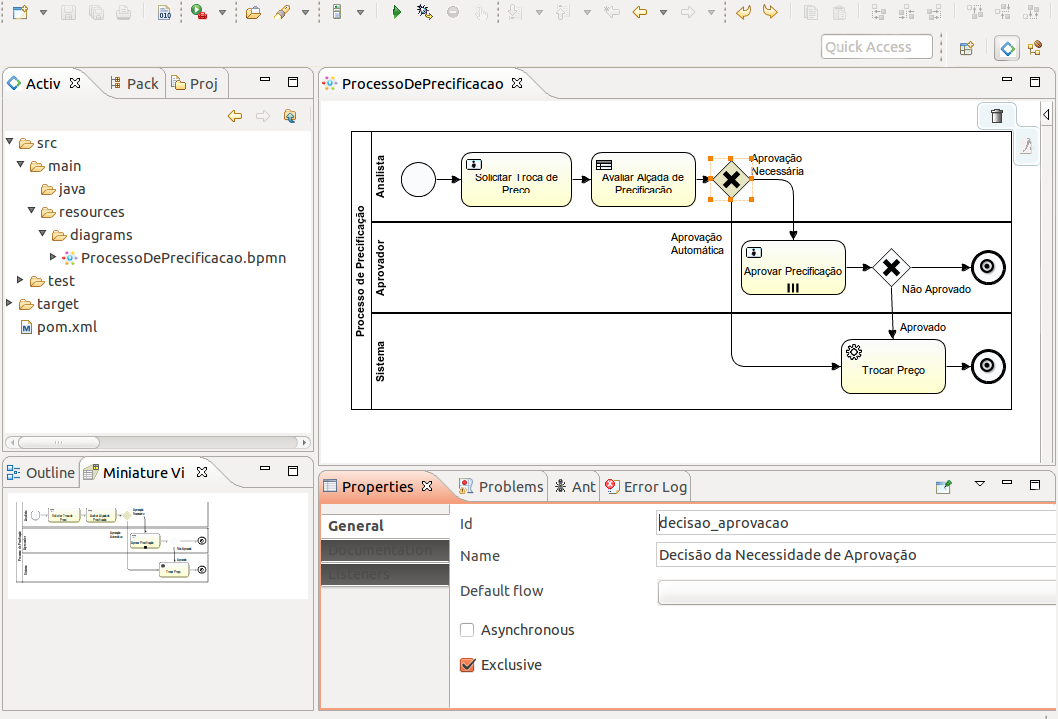 010
Quick Access
Activ
Pack
Proj
src
main
java
resources
diagrams
ProcessoDePrecificacao.bpmn
test
target
pom.xml
ProcessoDePrecificacao
Processo de Precificação
Analista
Solicitar Troca de
Preço
Avaliar Alçada de
Precificação
Aprovação
Necessária
Aprovador
Aprovação
Automática
Aprovar Precificação
Não Aprovado
Sistema
Aprovado
Trocar Preço
Outline
Miniature Vi
Properties
Problems
Ant
Error Log
General
Documentation
Listeners
Id
decisao_aprovacao
Name
Decisão da Necessidade de Aprovação
Default flow
Asynchronous
Exclusive